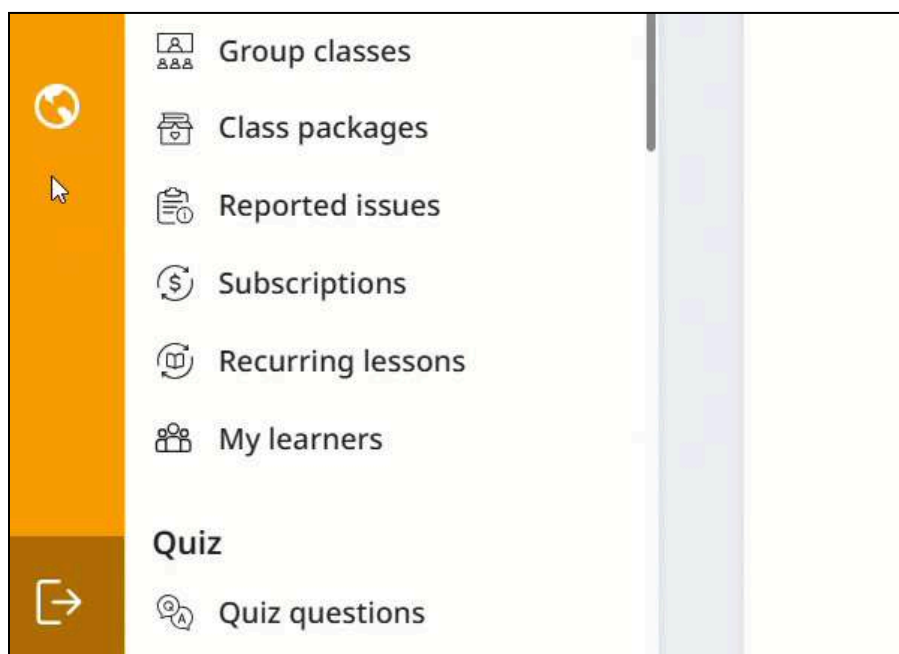 Group classes
Class packages
Reported issues
Subscriptions
Recurring lessons
My learners
Quiz
Quiz questions